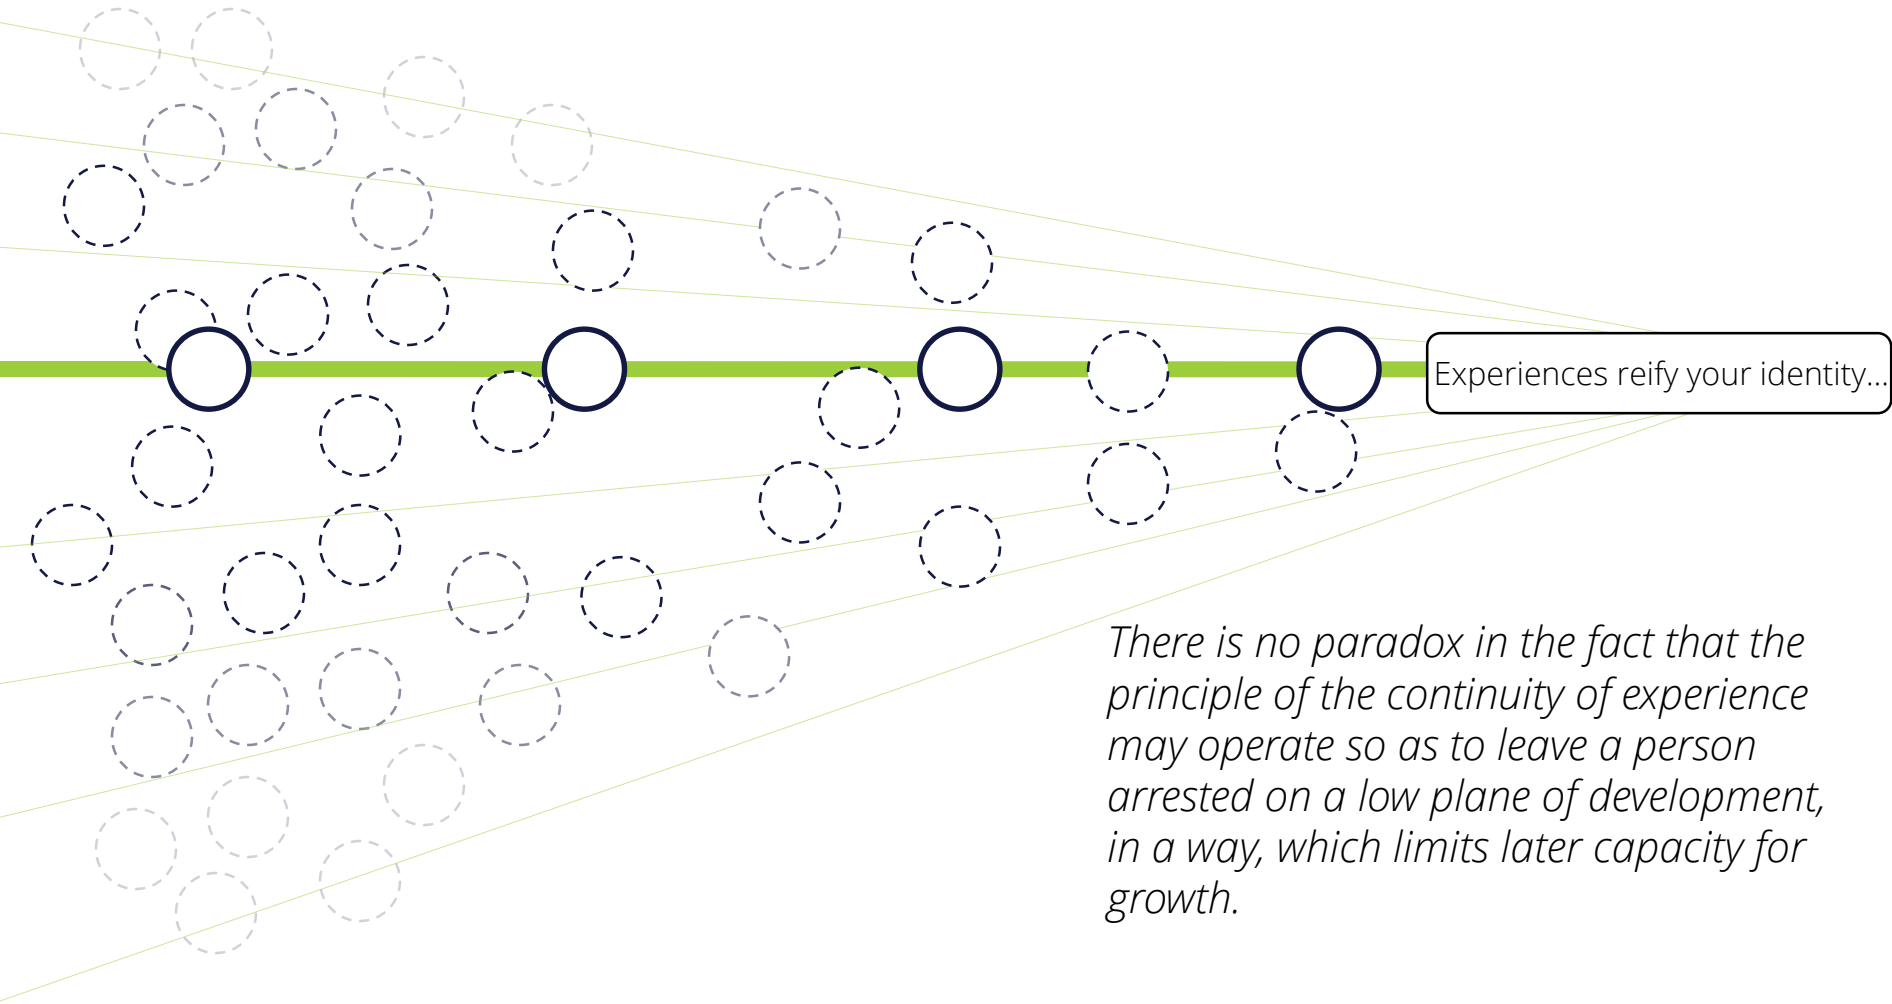 Experiences reify your identity...
There is no paradox in the fact that the
principle of the continuity of experience
may operate so as to leave a person
arrested on a low plane of development,
in a way, which limits later capacity for
growth.